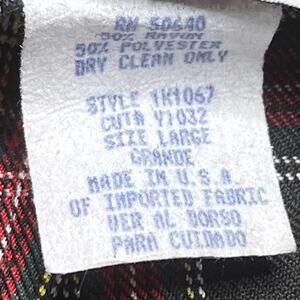 RN 50640
50% RAYON
50% POLYESTER
DRY CLEAN ONLY
STYLE 1K1067
CUT# Y1032
SIZE LARGE
GRANDE
MADE IN U.S.A.
OF IMPORTED FABRIC
VER AL DORSO
PARA CUIDADO